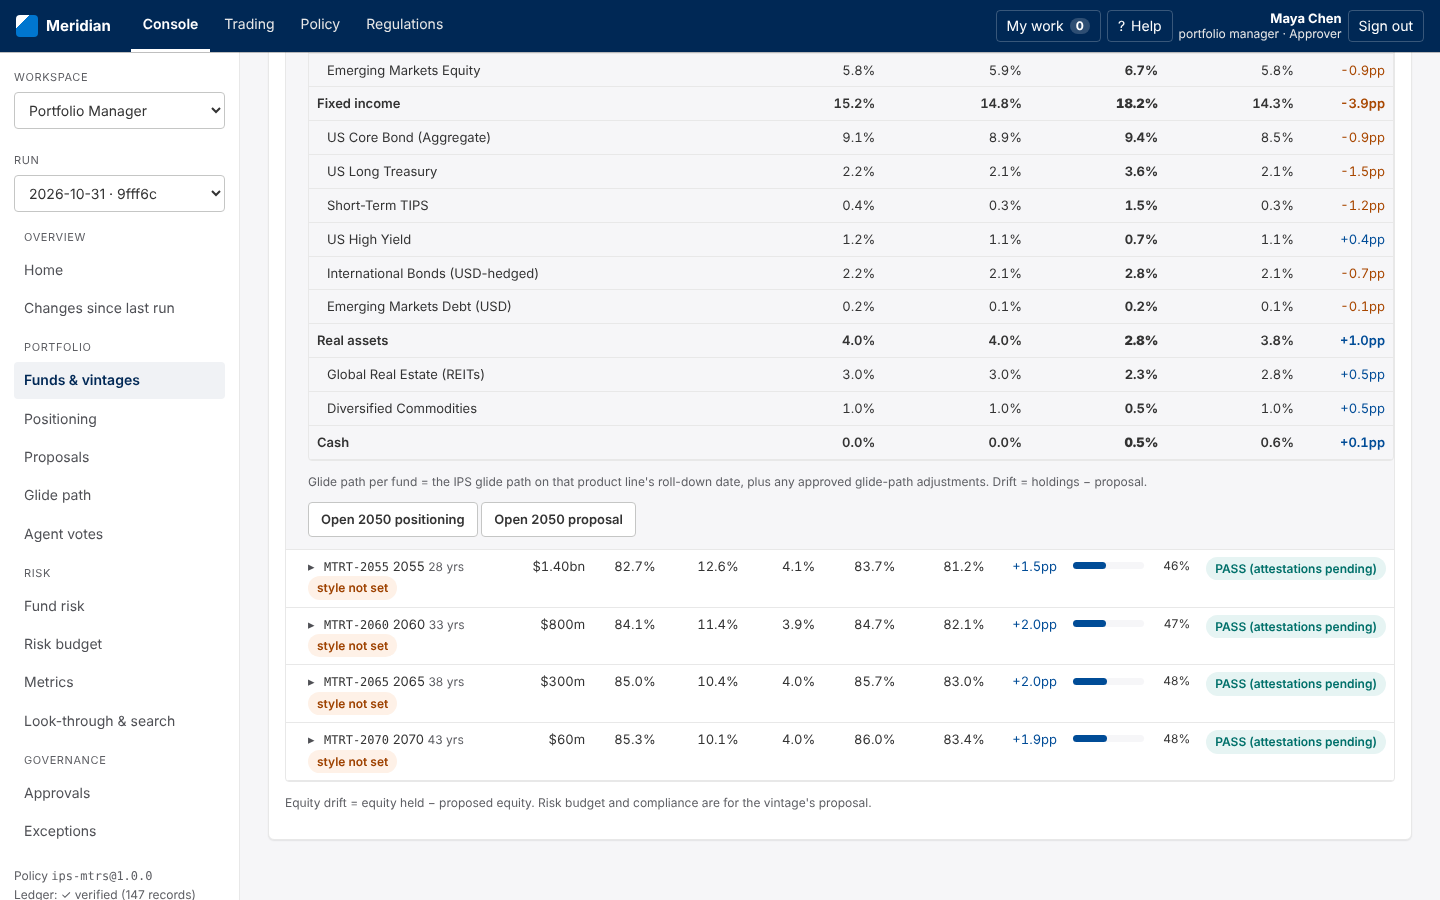 Meridian Console Trading Policy Regulations My work 0 ? Help Maya Chen
portfolio manager · Approver Sign out
WORKSPACE
Portfolio Manager
RUN
2026-10-31 · 9fff6c
OVERVIEW
Home
Changes since last run
PORTFOLIO
Funds & vintages
Positioning
Proposals
Glide path
Agent votes
RISK
Fund risk
Risk budget
Metrics
Look-through & search
GOVERNANCE
Approvals
Exceptions
Policy ips-mtrs@1.0.0
Ledger: ✓ verified (147 records)
Emerging Markets Equity 5.8% 5.9% 6.7% 5.8% -0.9pp
Fixed income 15.2% 14.8% 18.2% 14.3% -3.9pp
US Core Bond (Aggregate) 9.1% 8.9% 9.4% 8.5% -0.9pp
US Long Treasury 2.2% 2.1% 3.6% 2.1% -1.5pp
Short-Term TIPS 0.4% 0.3% 1.5% 0.3% -1.2pp
US High Yield 1.2% 1.1% 0.7% 1.1% +0.4pp
International Bonds (USD-hedged) 2.2% 2.1% 2.8% 2.1% -0.7pp
Emerging Markets Debt (USD) 0.2% 0.1% 0.2% 0.1% -0.1pp
Real assets 4.0% 4.0% 2.8% 3.8% +1.0pp
Global Real Estate (REITs) 3.0% 3.0% 2.3% 2.8% +0.5pp
Diversified Commodities 1.0% 1.0% 0.5% 1.0% +0.5pp
Cash 0.0% 0.0% 0.5% 0.6% +0.1pp
Glide path per fund = the IPS glide path on that product line's roll-down date, plus any approved glide-path adjustments. Drift = holdings − proposal.
Open 2050 positioning Open 2050 proposal
▸ MTRT-2055 2055 28 yrs $1.40bn 82.7% 12.6% 4.1% 83.7% 81.2% +1.5pp 46% PASS (attestations pending)
style not set
▸ MTRT-2060 2060 33 yrs $800m 84.1% 11.4% 3.9% 84.7% 82.1% +2.0pp 47% PASS (attestations pending)
style not set
▸ MTRT-2065 2065 38 yrs $300m 85.0% 10.4% 4.0% 85.7% 83.0% +2.0pp 48% PASS (attestations pending)
style not set
▸ MTRT-2070 2070 43 yrs $60m 85.3% 10.1% 4.0% 86.0% 83.4% +1.9pp 48% PASS (attestations pending)
style not set
Equity drift = equity held − proposed equity. Risk budget and compliance are for the vintage's proposal.